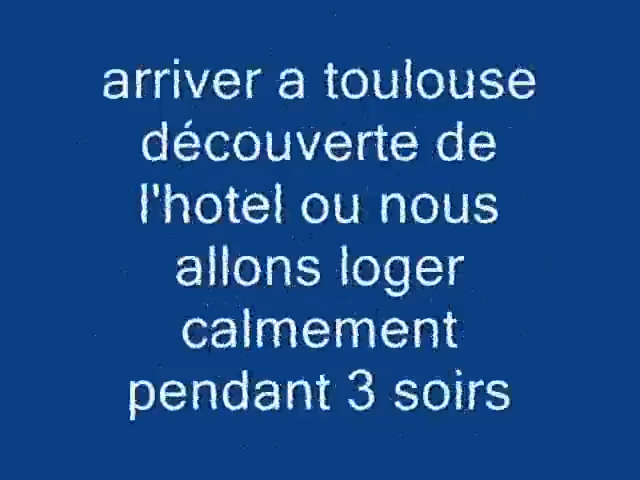 arriver a toulouse
découverte de
l'hotel ou nous
allons loger
calmement
pendant 3 soirs